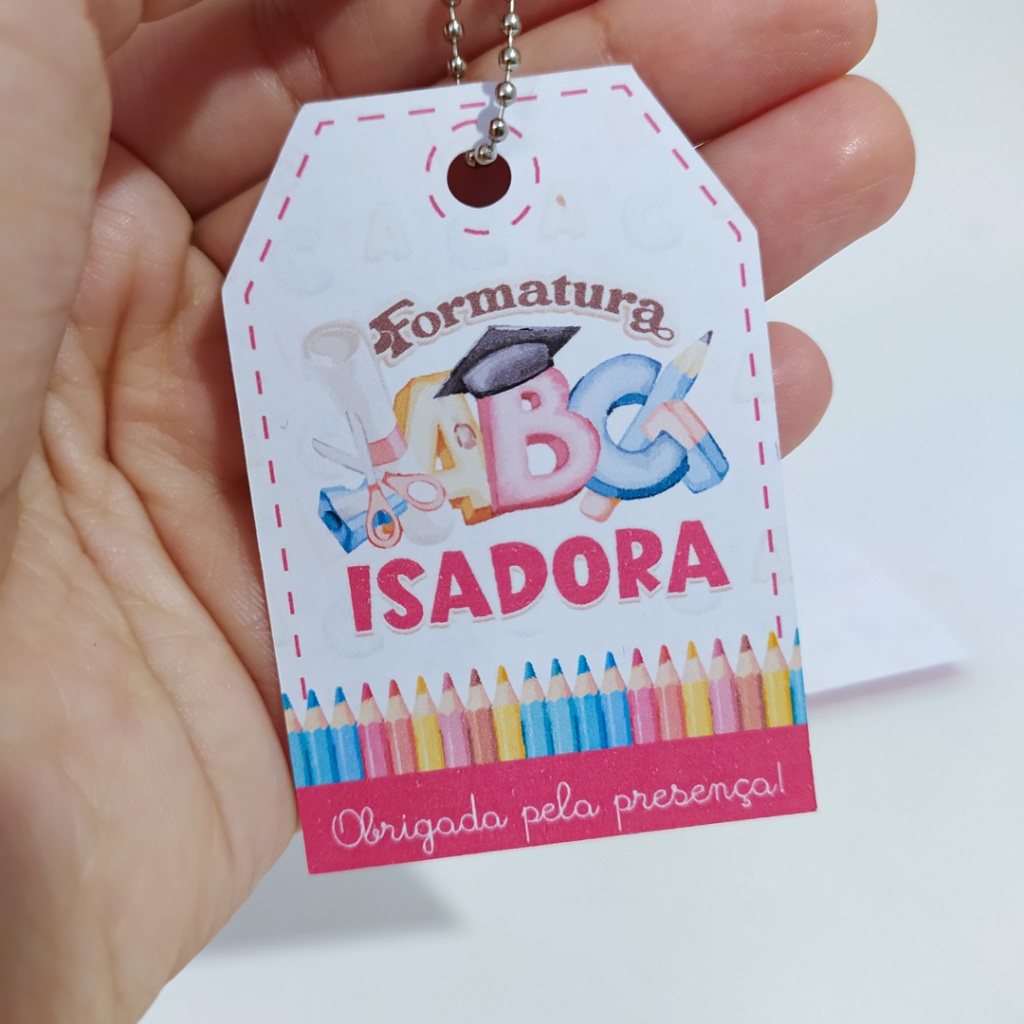 Formatura
ABC
ISADORA
Obrigada pela presença!